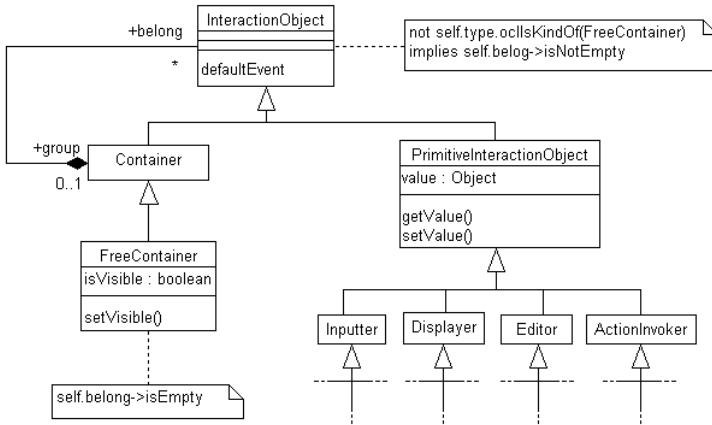 InteractionObject
defaultEvent
+belong
*
not self.type.ocllsKindOf(FreeContainer)
implies self.belog->isNotEmpty
+group
0..1
Container
PrimitiveInteractionObject
value : Object
getValue()
setValue()
FreeContainer
isVisible : boolean
setVisible()
Inputter
Displayer
Editor
ActionInvoker
self.belong->isEmpty